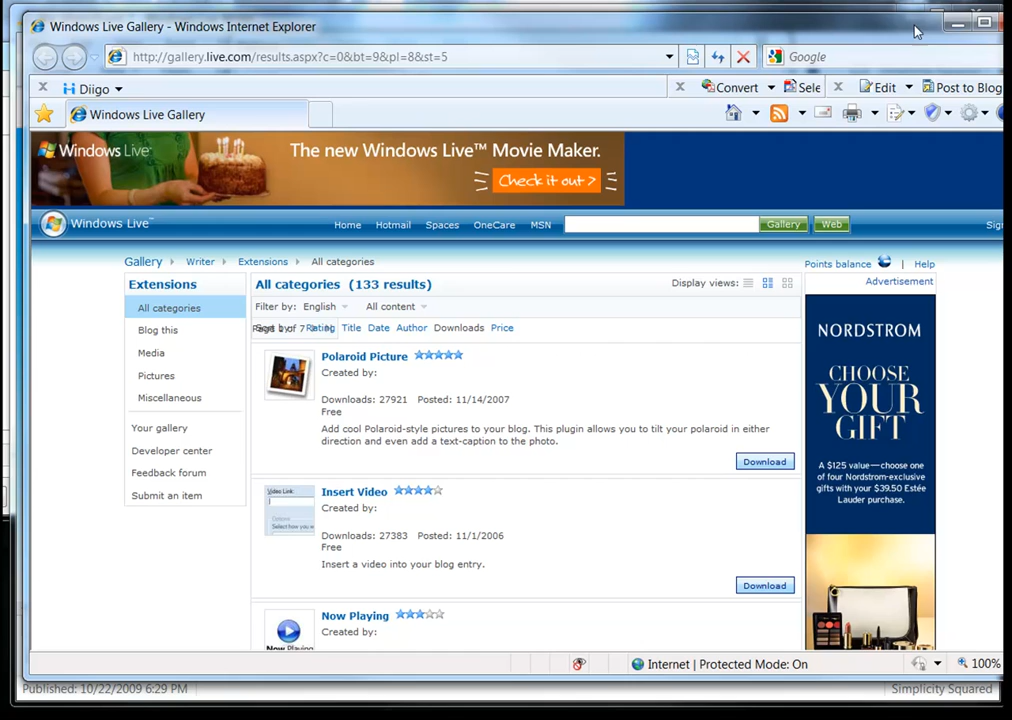 Windows Live Gallery - Windows Internet Explorer
http://gallery.live.com/results.aspx?c=0&bt=9&pl=8&st=5
Google
Diigo
Convert
Sele
Edit
Post to Blog
Windows Live Gallery
Windows Live
The new Windows Live™ Movie Maker.
Check it out >
Windows Live™
Home Hotmail Spaces OneCare MSN
Gallery
Web
Sig
Gallery Writer Extensions All categories
Points balance | Help
Extensions
All categories
Blog this
Media
Pictures
Miscellaneous
Your gallery
Developer center
Feedback forum
Submit an item
All categories (133 results)
Display views:
Filter by: English All content
Sort by: Rating Title Date Author Downloads Price
Polaroid Picture
Created by:
Downloads: 27921 Posted: 11/14/2007
Free
Add cool Polaroid-style pictures to your blog. This plugin allows you to tilt your polaroid in either
direction and even add a text-caption to the photo.
Download
Video Link:
Insert Video
Created by:
Downloads: 27383 Posted: 11/1/2006
Free
Insert a video into your blog entry.
Download
Now Playing
Now Playing
Created by:
Advertisement
NORDSTROM
CHOOSE
YOUR
GIFT
A $125 value—choose one
of four Nordstrom-exclusive
gifts with your $39.50 Estée
Lauder purchase.
Internet | Protected Mode: On
100%
Published: 10/22/2009 6:29 PM
Simplicity Squared